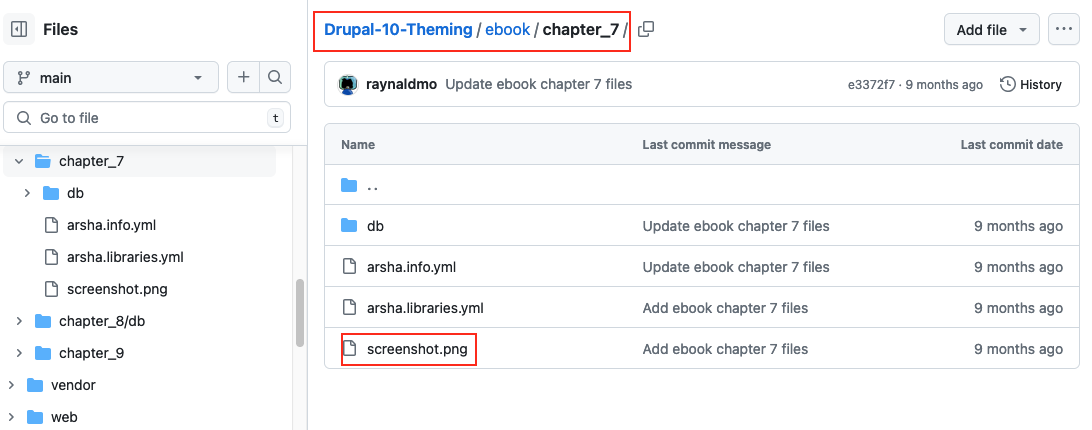 Files
main
Go to file
t
chapter_7
db
arsha.info.yml
arsha.libraries.yml
screenshot.png
chapter_8/db
chapter_9
vendor
web
Drupal-10-Theming / ebook / chapter_7 /
Add file
raynaldmo Update ebook chapter 7 files e3372f7 · 9 months ago History
Name Last commit message Last commit date
..
db Update ebook chapter 7 files 9 months ago
arsha.info.yml Update ebook chapter 7 files 9 months ago
arsha.libraries.yml Add ebook chapter 7 files 9 months ago
screenshot.png Add ebook chapter 7 files 9 months ago